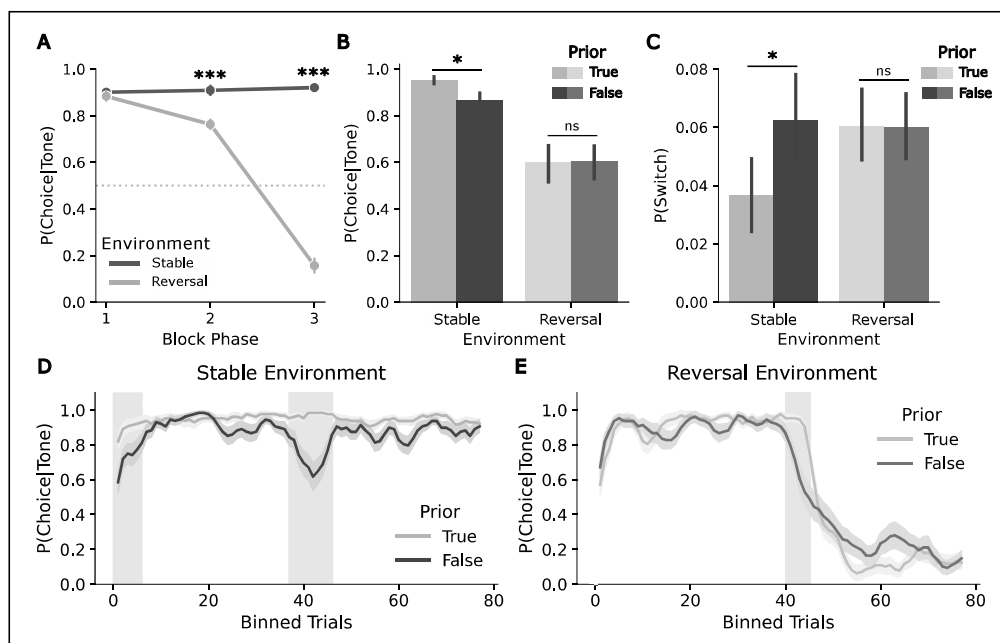 A
P(Choice|Tone)
1.0
0.8
0.6
0.4
0.2
0.0
***
***
Environment
Stable
Reversal
1
2
3
Block Phase
B
P(Choice|Tone)
1.0
0.8
0.6
0.4
0.2
0.0
*
Prior
True
False
ns
Stable
Reversal
Environment
C
P(Switch)
0.08
0.06
0.04
0.02
0.00
*
Prior
True
False
ns
Stable
Reversal
Environment
D
Stable Environment
P(Choice|Tone)
1.0
0.8
0.6
0.4
0.2
0.0
Prior
True
False
0
20
40
60
80
Binned Trials
E
Reversal Environment
P(Choice|Tone)
1.0
0.8
0.6
0.4
0.2
0.0
Prior
True
False
0
20
40
60
80
Binned Trials